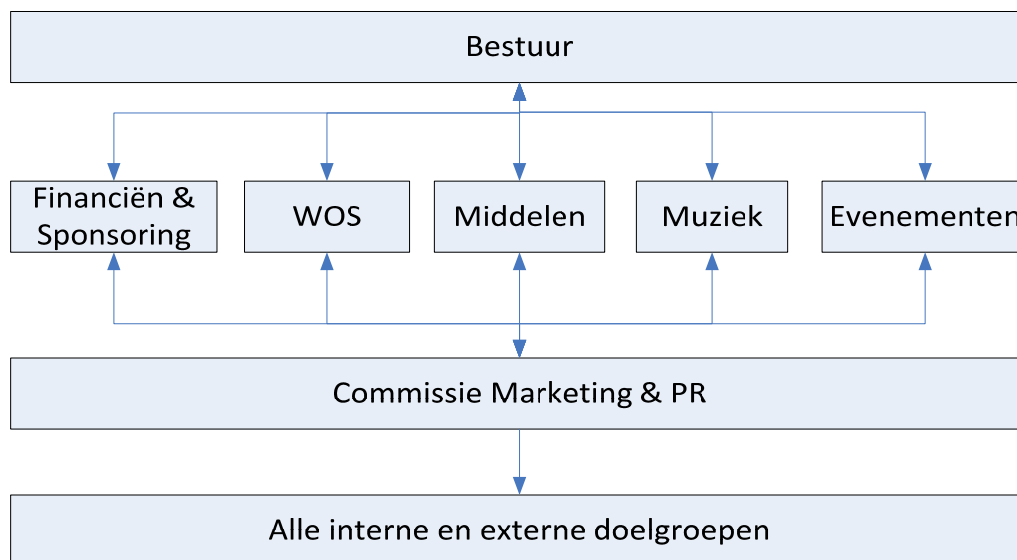 Bestuur
Financiën &
Sponsoring
WOS
Middelen
Muziek
Evenementen
Commissie Marketing & PR
Alle interne en externe doelgroepen